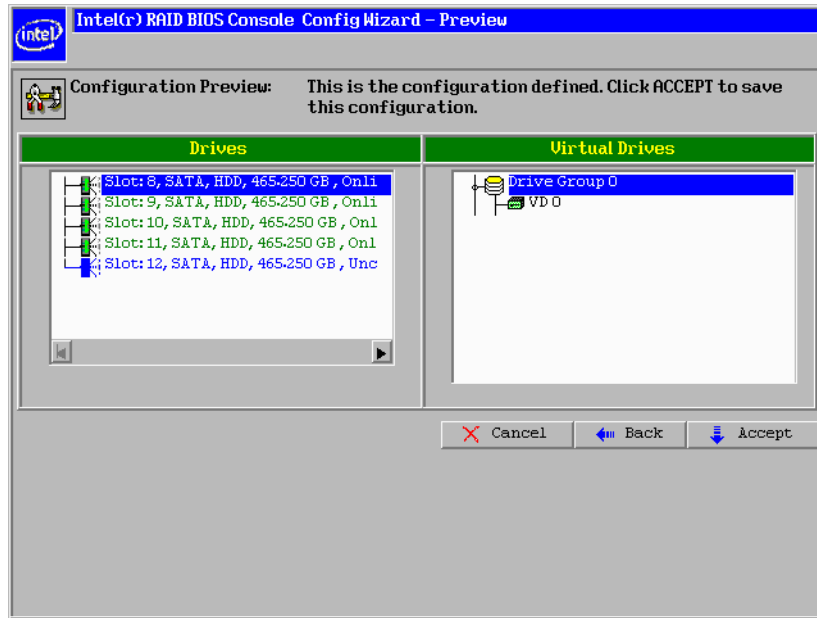 intel
Intel(r) RAID BIOS Console Config Wizard – Preview
Configuration Preview: This is the configuration defined. Click ACCEPT to save
this configuration.
Drives
Slot: 8, SATA, HDD, 465.250 GB , Onli
Slot: 9, SATA, HDD, 465.250 GB , Onli
Slot: 10, SATA, HDD, 465.250 GB , Onl
Slot: 11, SATA, HDD, 465.250 GB , Onl
Slot: 12, SATA, HDD, 465.250 GB , Unc
Virtual Drives
Drive Group 0
VD 0
Cancel
Back
Accept